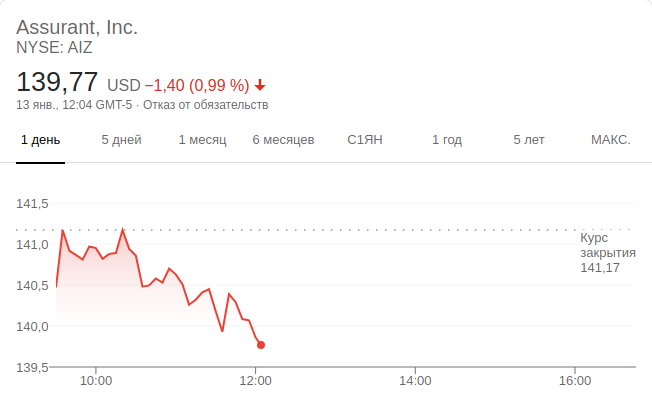 Assurant, Inc.
NYSE: AIZ
139,77 USD −1,40 (0,99 %)
13 янв., 12:04 GMT-5 · Отказ от обязательств
1 день 5 дней 1 месяц 6 месяцев С1ЯН 1 год 5 лет МАКС.
141,5
141,0
140,5
140,0
139,5
Курс
закрытия
141,17
10:00 12:00 14:00 16:00